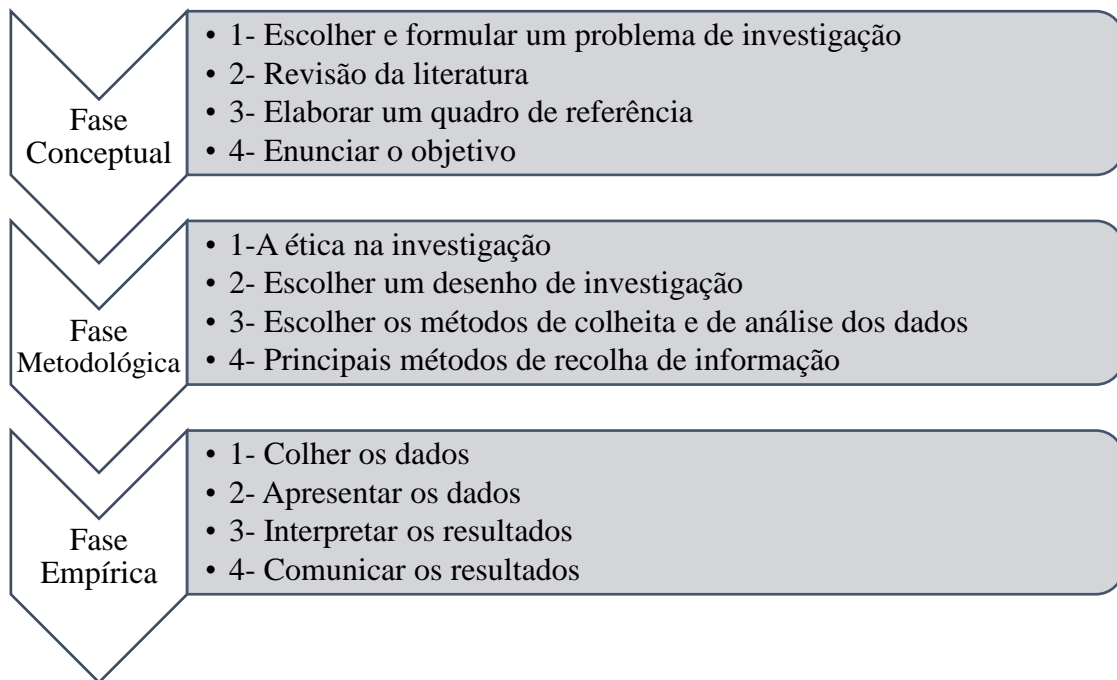 Fase
Conceptual
• 1- Escolher e formular um problema de investigação
• 2- Revisão da literatura
• 3- Elaborar um quadro de referência
• 4- Enunciar o objetivo
Fase
Metodológica
• 1-A ética na investigação
• 2- Escolher um desenho de investigação
• 3- Escolher os métodos de colheita e de análise dos dados
• 4- Principais métodos de recolha de informação
Fase
Empírica
• 1- Colher os dados
• 2- Apresentar os dados
• 3- Interpretar os resultados
• 4- Comunicar os resultados